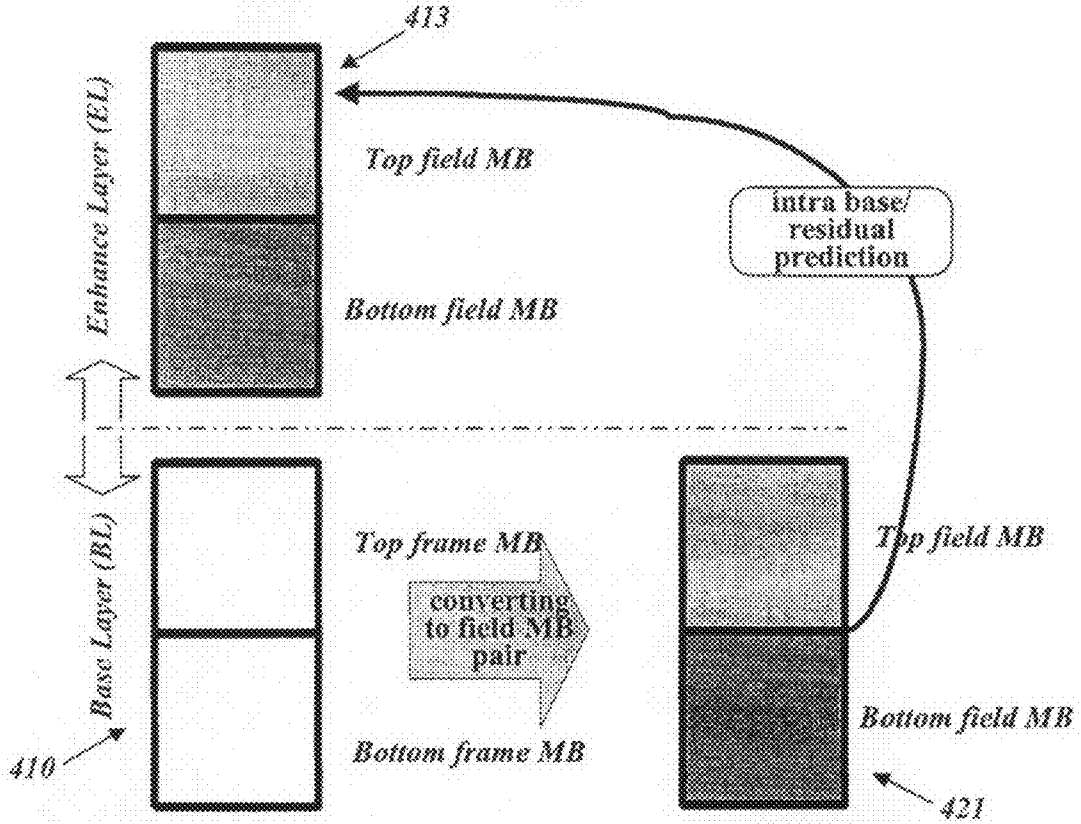 413
Enhance Layer (EL)
Top field MB
intra base/
residual
prediction
Bottom field MB
Base Layer (BL)
Top frame MB
converting
to field MB
pair
Top field MB
Bottom field MB
Bottom frame MB
410
421